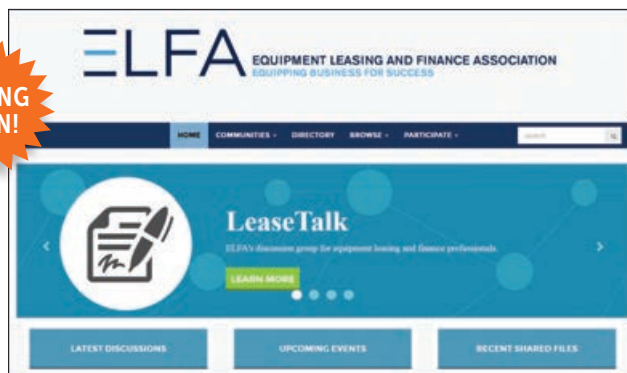 ELFA
EQUIPMENT LEASING AND FINANCE ASSOCIATION
EQUIPPING BUSINESS FOR SUCCESS
NG
N!
HOME COMMUNITIES DIRECTORY BROWSE PARTICIPATE search
LeaseTalk
ELFA's discussion group for equipment leasing and finance professionals.
LEARN MORE
LATEST DISCUSSIONS UPCOMING EVENTS RECENT SHARED FILES